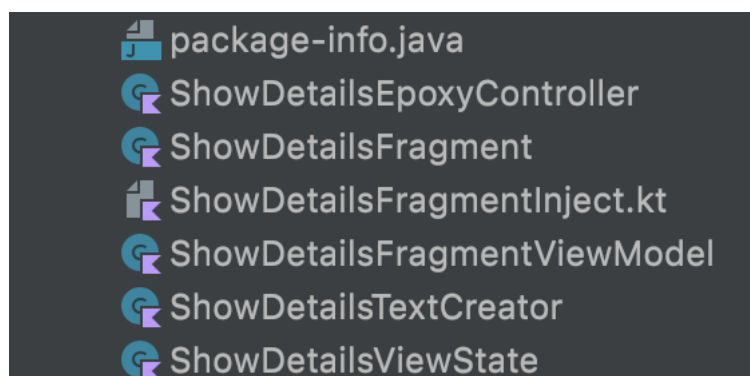 package-info.java
ShowDetailsEpoxyController
ShowDetailsFragment
ShowDetailsFragmentInject.kt
ShowDetailsFragmentViewModel
ShowDetailsTextCreator
ShowDetailsViewState